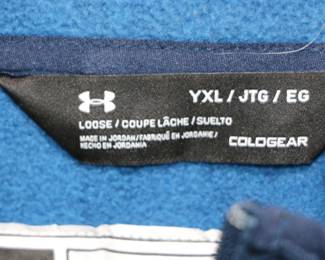 YXL / JTG / EG
LOOSE / COUPE LÂCHE / SUELTO
MADE IN JORDAN / FABRIQUÉ EN JORDANIE /
HECHO EN JORDANIA
COLDGEAR